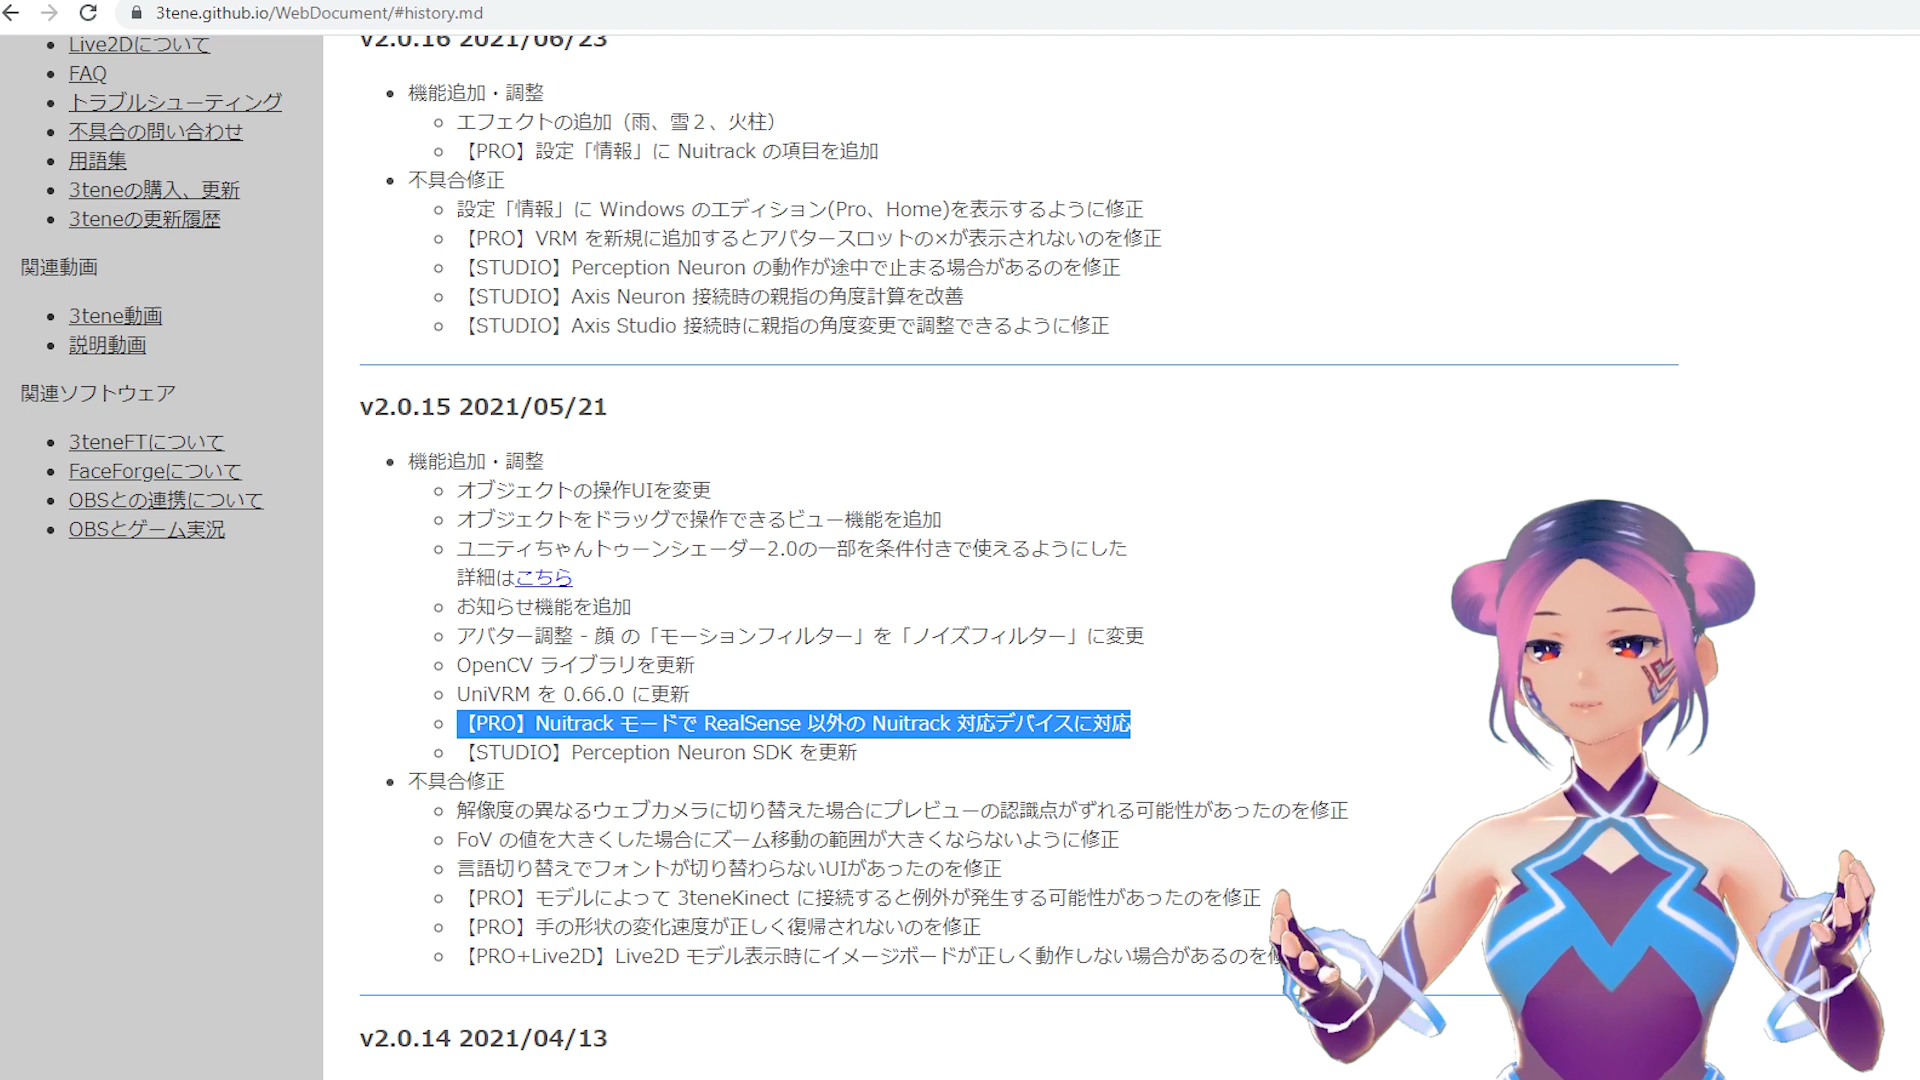 3tene.github.io/WebDocument/#history.md
Live2Dについて
FAQ
トラブルシューティング
不具合の問い合わせ
用語集
3teneの購入、更新
3teneの更新履歴
関連動画
3tene動画
説明動画
関連ソフトウェア
3teneFTについて
FaceForgeについて
OBSとの連携について
OBSとゲーム実況
v2.0.16 2021/06/23
機能追加・調整
エフェクトの追加（雨、雪２、火柱）
【PRO】設定「情報」に Nuitrack の項目を追加
不具合修正
設定「情報」に Windows のエディション(Pro、Home)を表示するように修正
【PRO】VRM を新規に追加するとアバタースロットの×が表示されないのを修正
【STUDIO】Perception Neuron の動作が途中で止まる場合があるのを修正
【STUDIO】Axis Neuron 接続時の親指の角度計算を改善
【STUDIO】Axis Studio 接続時に親指の角度変更で調整できるように修正
v2.0.15 2021/05/21
機能追加・調整
オブジェクトの操作UIを変更
オブジェクトをドラッグで操作できるビュー機能を追加
ユニティちゃんトゥーンシェーダー2.0の一部を条件付きで使えるようにした
詳細はこちら
お知らせ機能を追加
アバター調整 - 顔 の「モーションフィルター」を「ノイズフィルター」に変更
OpenCV ライブラリを更新
UniVRM を 0.66.0 に更新
【PRO】Nuitrack モードで RealSense 以外の Nuitrack 対応デバイスに対応
【STUDIO】Perception Neuron SDK を更新
不具合修正
解像度の異なるウェブカメラに切り替えた場合にプレビューの認識点がずれる可能性があったのを修正
FoV の値を大きくした場合にズーム移動の範囲が大きくならないように修正
言語切り替えでフォントが切り替わらないUIがあったのを修正
【PRO】モデルによって 3teneKinect に接続すると例外が発生する可能性があったのを修正
【PRO】手の形状の変化速度が正しく復帰されないのを修正
【PRO+Live2D】Live2D モデル表示時にイメージボードが正しく動作しない場合があるのを
v2.0.14 2021/04/13